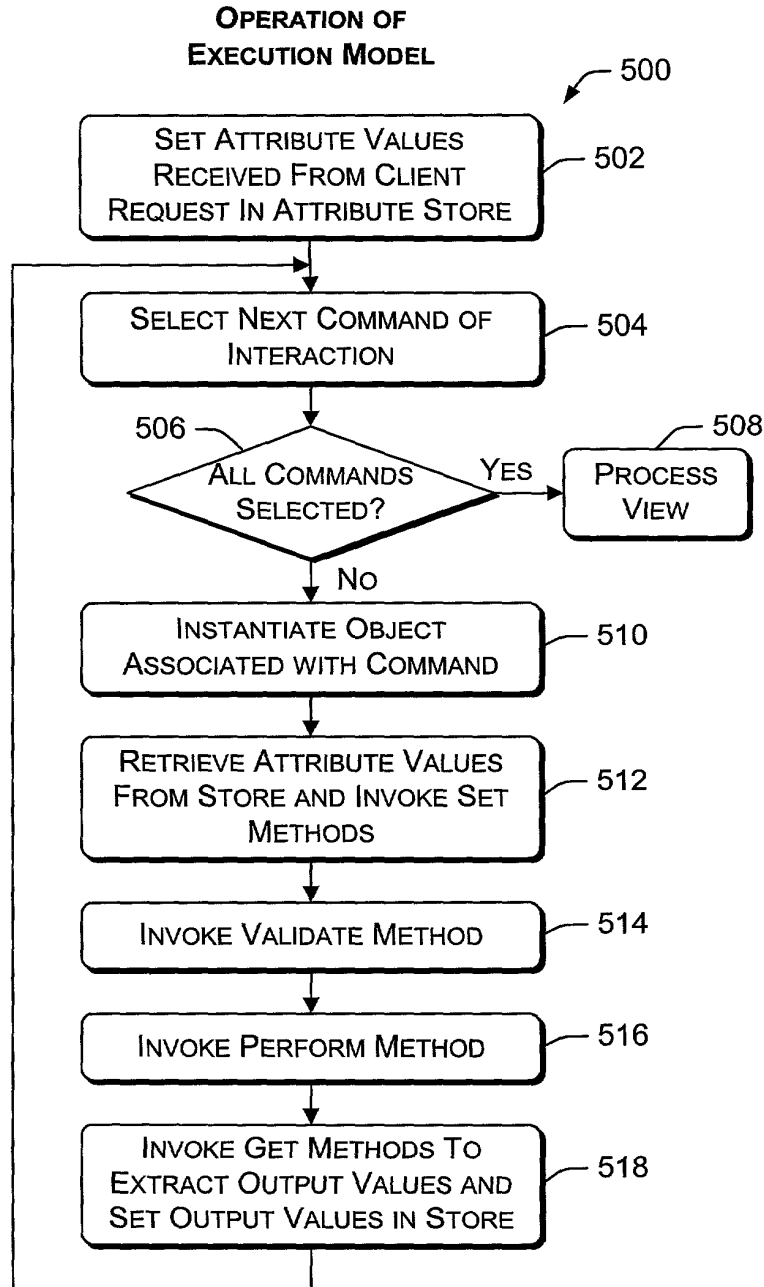 OPERATION OF
EXECUTION MODEL
500
SET ATTRIBUTE VALUES
RECEIVED FROM CLIENT
REQUEST IN ATTRIBUTE STORE
502
SELECT NEXT COMMAND OF
INTERACTION
504
506
ALL COMMANDS
SELECTED?
YES
508
PROCESS
VIEW
NO
INSTANTIATE OBJECT
ASSOCIATED WITH COMMAND
510
RETRIEVE ATTRIBUTE VALUES
FROM STORE AND INVOKE SET
METHODS
512
INVOKE VALIDATE METHOD
514
INVOKE PERFORM METHOD
516
INVOKE GET METHODS TO
EXTRACT OUTPUT VALUES AND
SET OUTPUT VALUES IN STORE
518